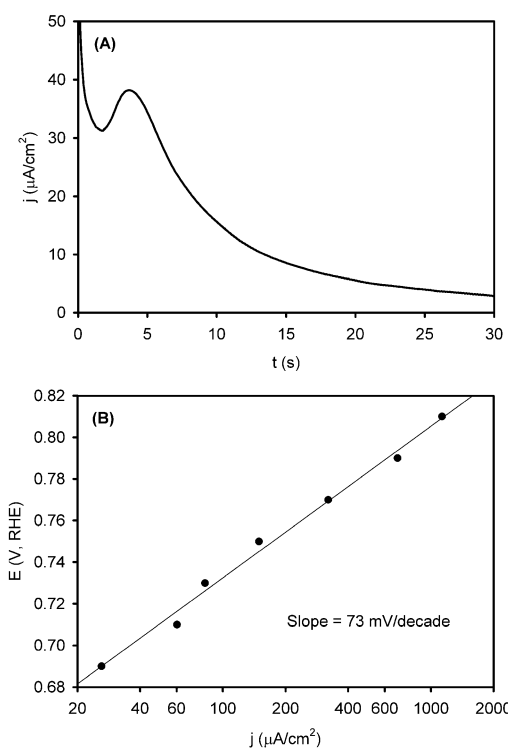 50
(A)
40
30
j (μA/cm²)
20
10
0
0 5 10 15 20 25 30
t (s)
0.82
(B)
0.80
0.78
0.76
E (V, RHE)
0.74
0.72
Slope = 73 mV/decade
0.70
0.68
20 40 60 100 200 400 600 1000 2000
j (μA/cm²)